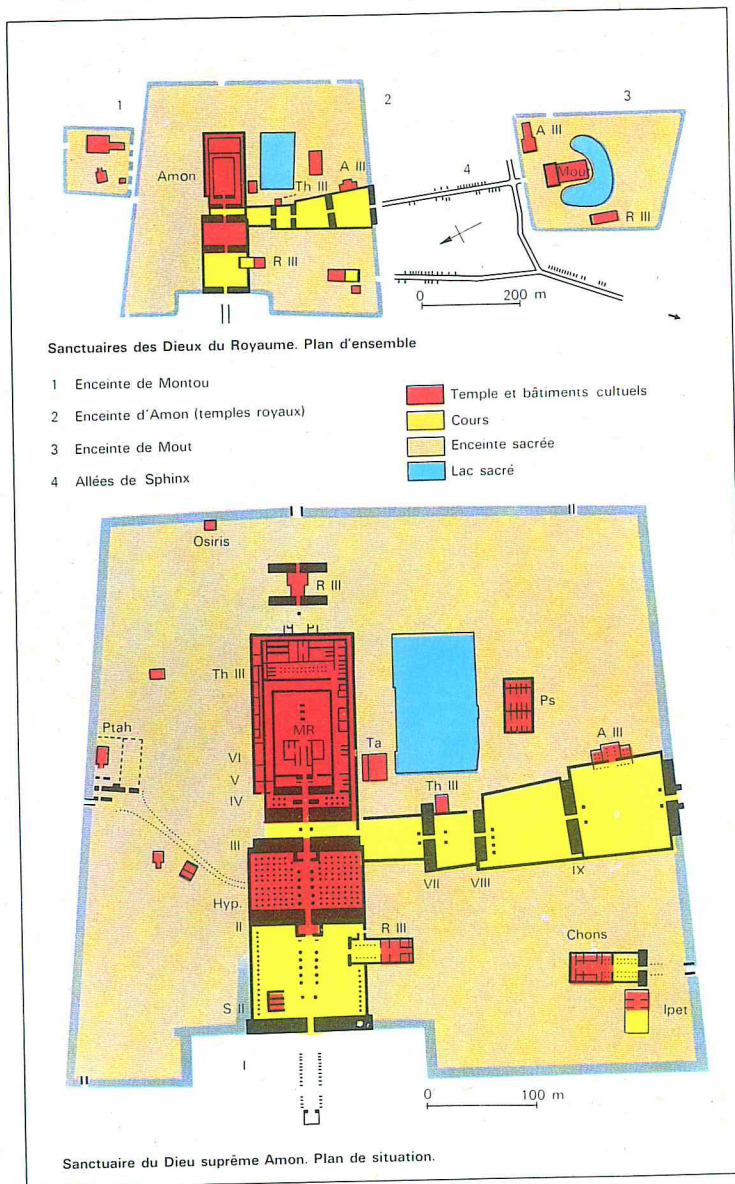 1
2
3
A III
4
Amon
A III
Mout
Th III
R III
R III
0 200 m
Sanctuaires des Dieux du Royaume. Plan d'ensemble
1 Enceinte de Montou
2 Enceinte d'Amon (temples royaux)
3 Enceinte de Mout
4 Allées de Sphinx
Temple et bâtiments cultuels
Cours
Enceinte sacrée
Lac sacré
Osiris
R III
Th III
Ps
MR
Ptah
A III
Ta
VI
V
Th III
IV
III
VII
VIII
IX
Hyp.
II
R III
Chons
S II
Ipet
I
0 100 m
Sanctuaire du Dieu suprême Amon. Plan de situation.